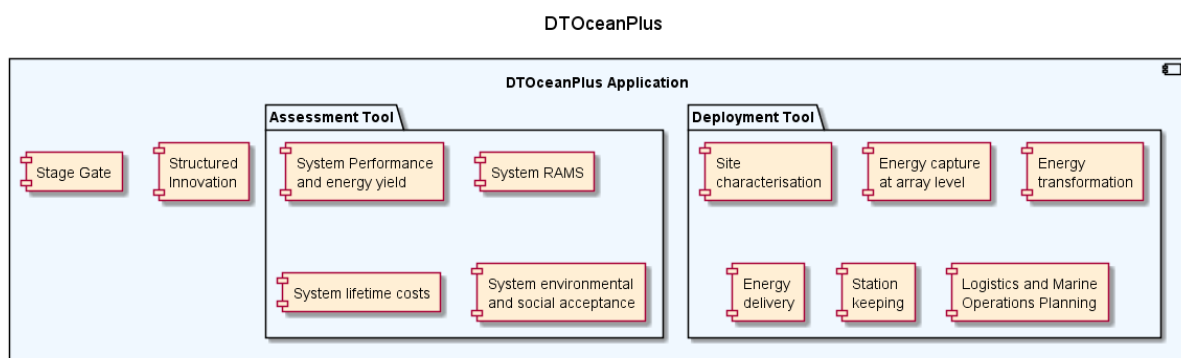 DTOceanPlus
DTOceanPlus Application
Stage Gate
Structured
Innovation
Assessment Tool
System Performance
and energy yield
System RAMS
System lifetime costs
System environmental
and social acceptance
Deployment Tool
Site
characterisation
Energy capture
at array level
Energy
transformation
Energy
delivery
Station
keeping
Logistics and Marine
Operations Planning